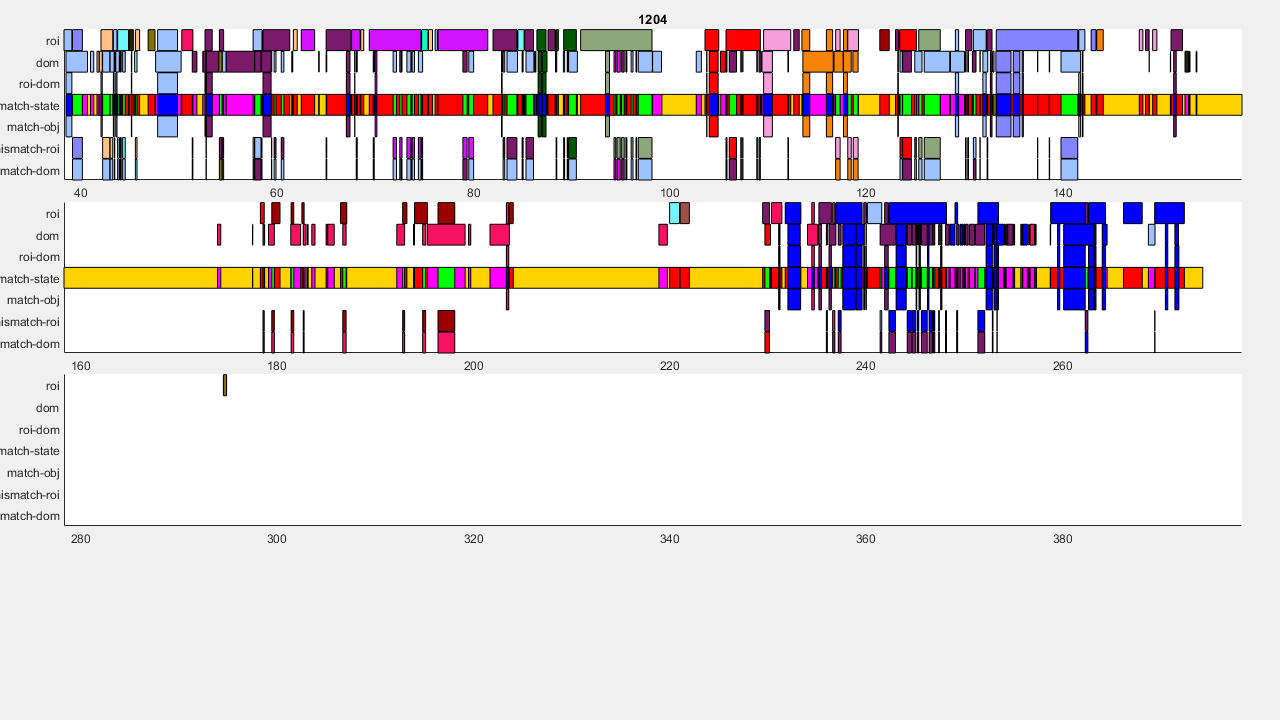 1204
roi
dom
roi-dom
match-state
match-obj
ismatch-roi
match-dom
40 60 80 100 120 140
roi
dom
roi-dom
match-state
match-obj
ismatch-roi
match-dom
160 180 200 220 240 260
roi
dom
roi-dom
match-state
match-obj
ismatch-roi
match-dom
280 300 320 340 360 380